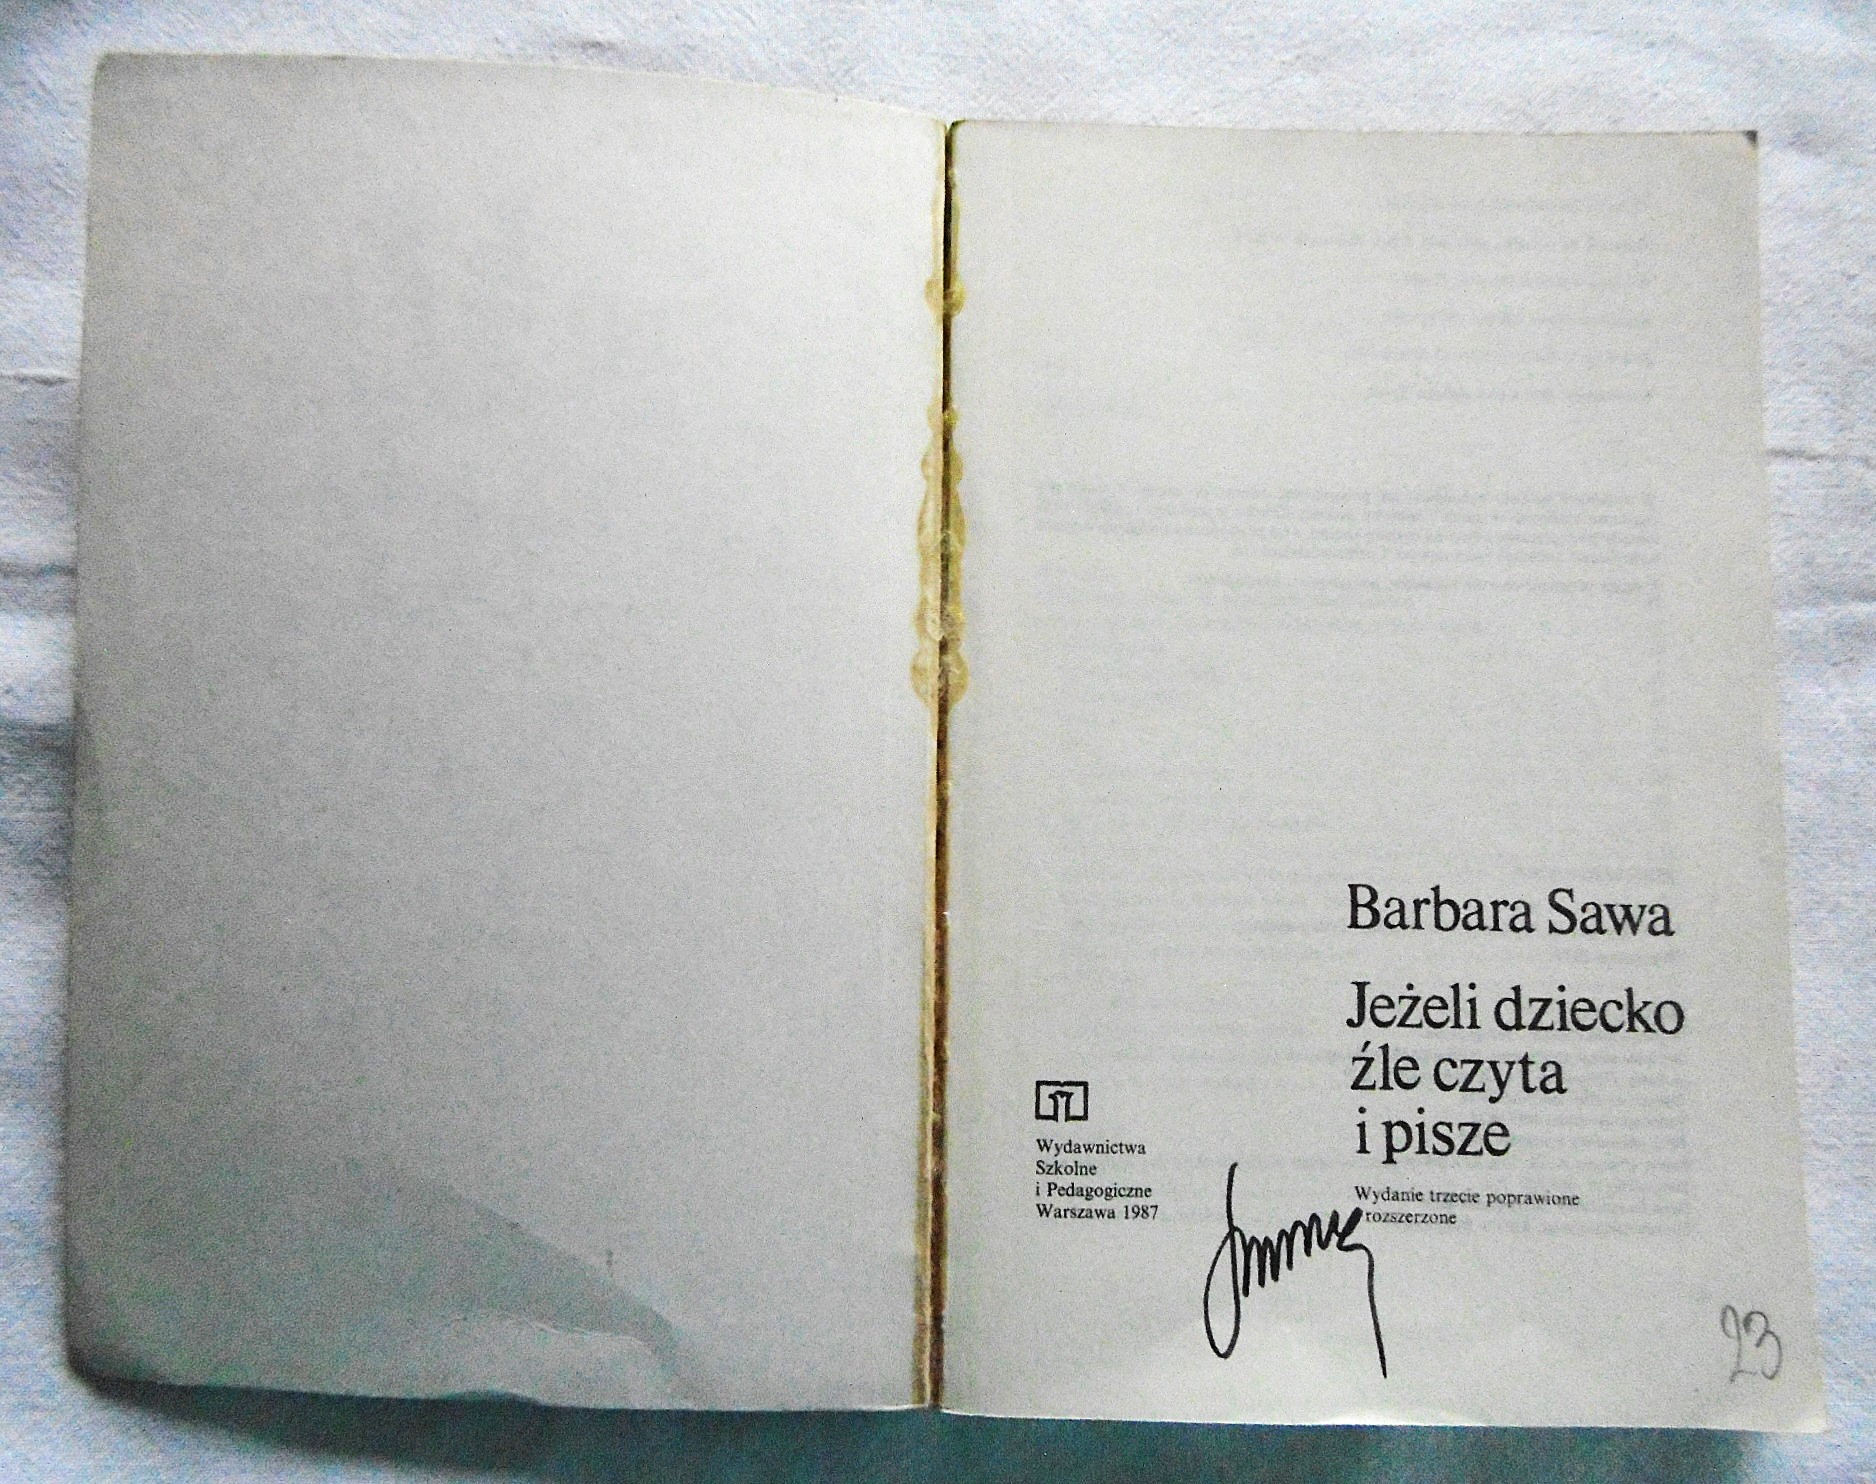 Barbara Sawa
Jeżeli dziecko
źle czyta
i pisze
Wydanie trzecie poprawione
rozszerzone
Wydawnictwa
Szkolne
i Pedagogiczne
Warszawa 1987
23